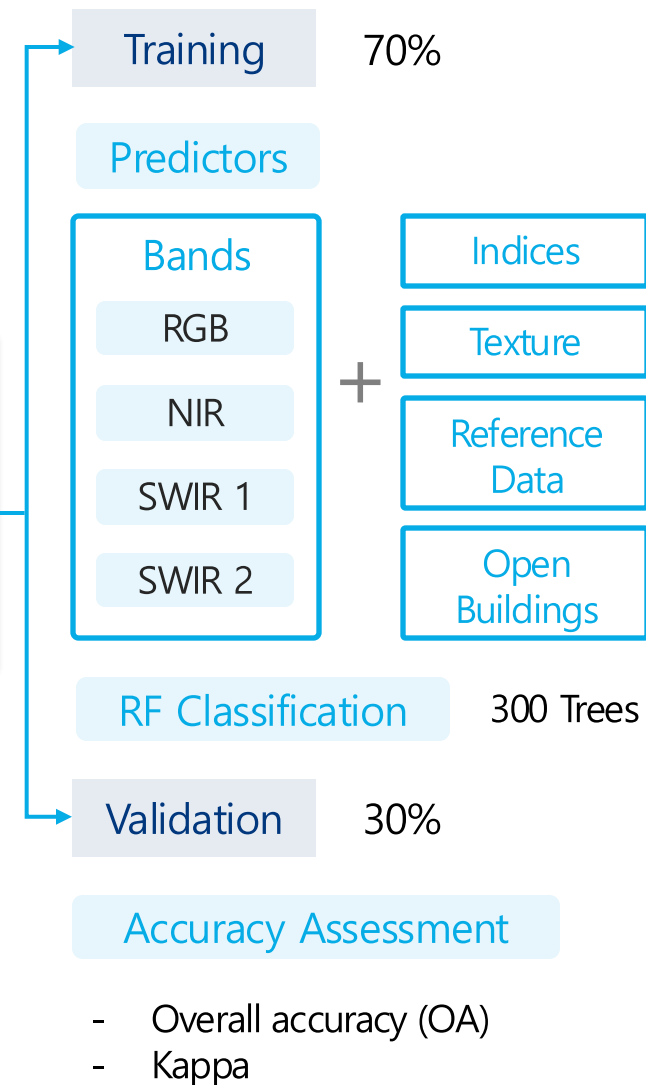 Training 70%
Predictors
Bands
RGB
NIR
SWIR 1
SWIR 2
+
Indices
Texture
Reference
Data
Open
Buildings
RF Classification 300 Trees
Validation 30%
Accuracy Assessment
- Overall accuracy (OA)
- Kappa